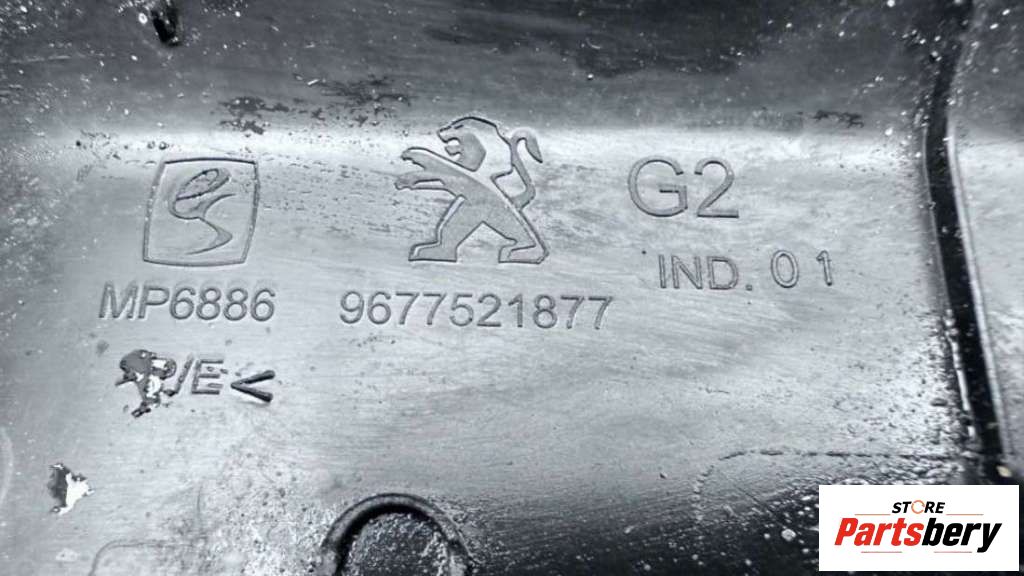 G2
IND. 01
MP6886 9677521877
P/E<
STORE
Partsbery